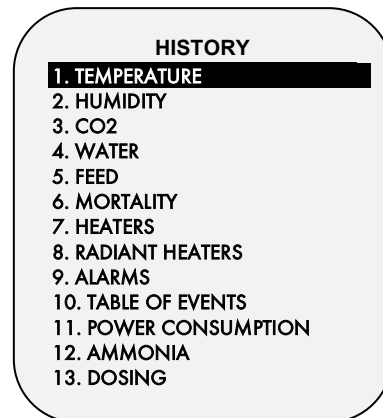 HISTORY
1. TEMPERATURE
2. HUMIDITY
3. CO2
4. WATER
5. FEED
6. MORTALITY
7. HEATERS
8. RADIANT HEATERS
9. ALARMS
10. TABLE OF EVENTS
11. POWER CONSUMPTION
12. AMMONIA
13. DOSING